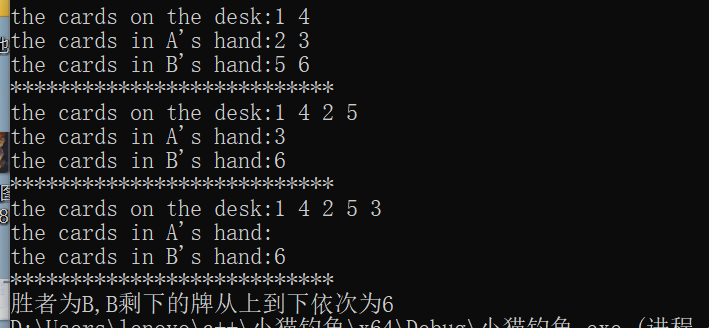 the cards on the desk:1 4
the cards in A's hand:2 3
the cards in B's hand:5 6
***************************
the cards on the desk:1 4 2 5
the cards in A's hand:3
the cards in B's hand:6
***************************
the cards on the desk:1 4 2 5 3
the cards in A's hand:
the cards in B's hand:6
***************************
胜者为B,B剩下的牌从上到下依次为6
D:\Users\lenovo\c++\小猫钓鱼\x64\Debug\小猫钓鱼.exe (进程